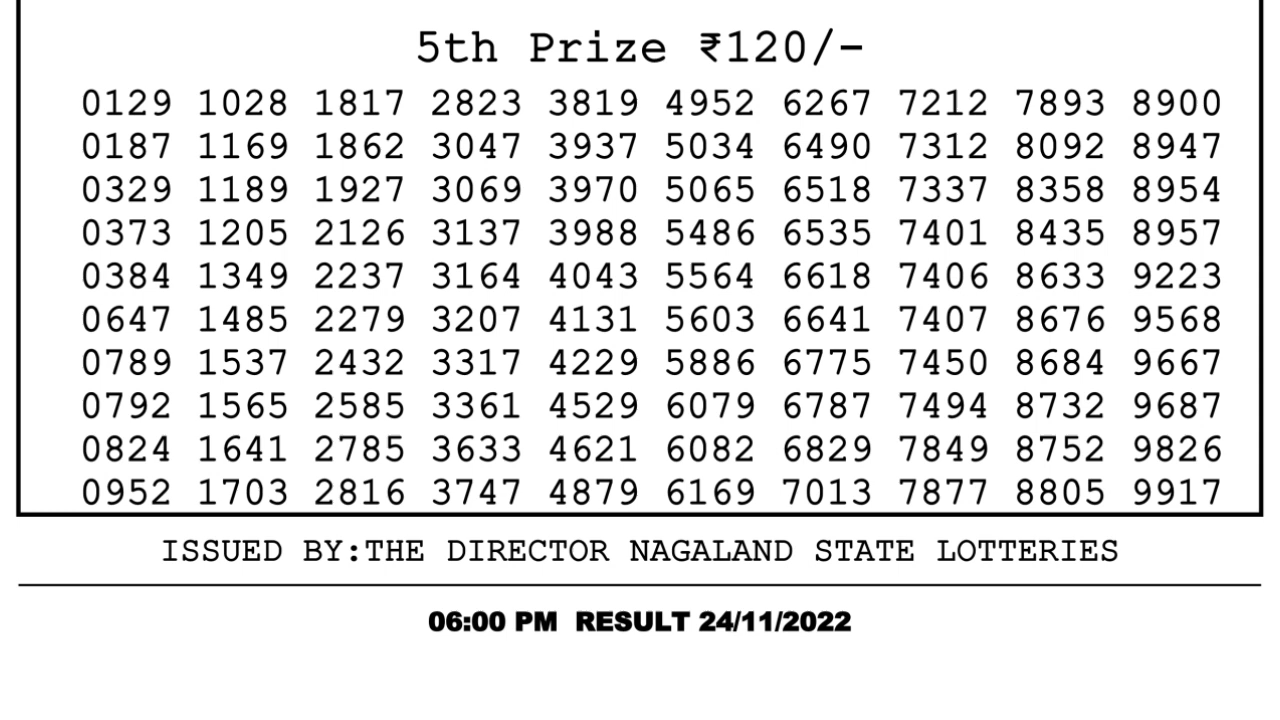 5th Prize ₹120/-
0129 1028 1817 2823 3819 4952 6267 7212 7893 8900
0187 1169 1862 3047 3937 5034 6490 7312 8092 8947
0329 1189 1927 3069 3970 5065 6518 7337 8358 8954
0373 1205 2126 3137 3988 5486 6535 7401 8435 8957
0384 1349 2237 3164 4043 5564 6618 7406 8633 9223
0647 1485 2279 3207 4131 5603 6641 7407 8676 9568
0789 1537 2432 3317 4229 5886 6775 7450 8684 9667
0792 1565 2585 3361 4529 6079 6787 7494 8732 9687
0824 1641 2785 3633 4621 6082 6829 7849 8752 9826
0952 1703 2816 3747 4879 6169 7013 7877 8805 9917
ISSUED BY:THE DIRECTOR NAGALAND STATE LOTTERIES
06:00 PM RESULT 24/11/2022